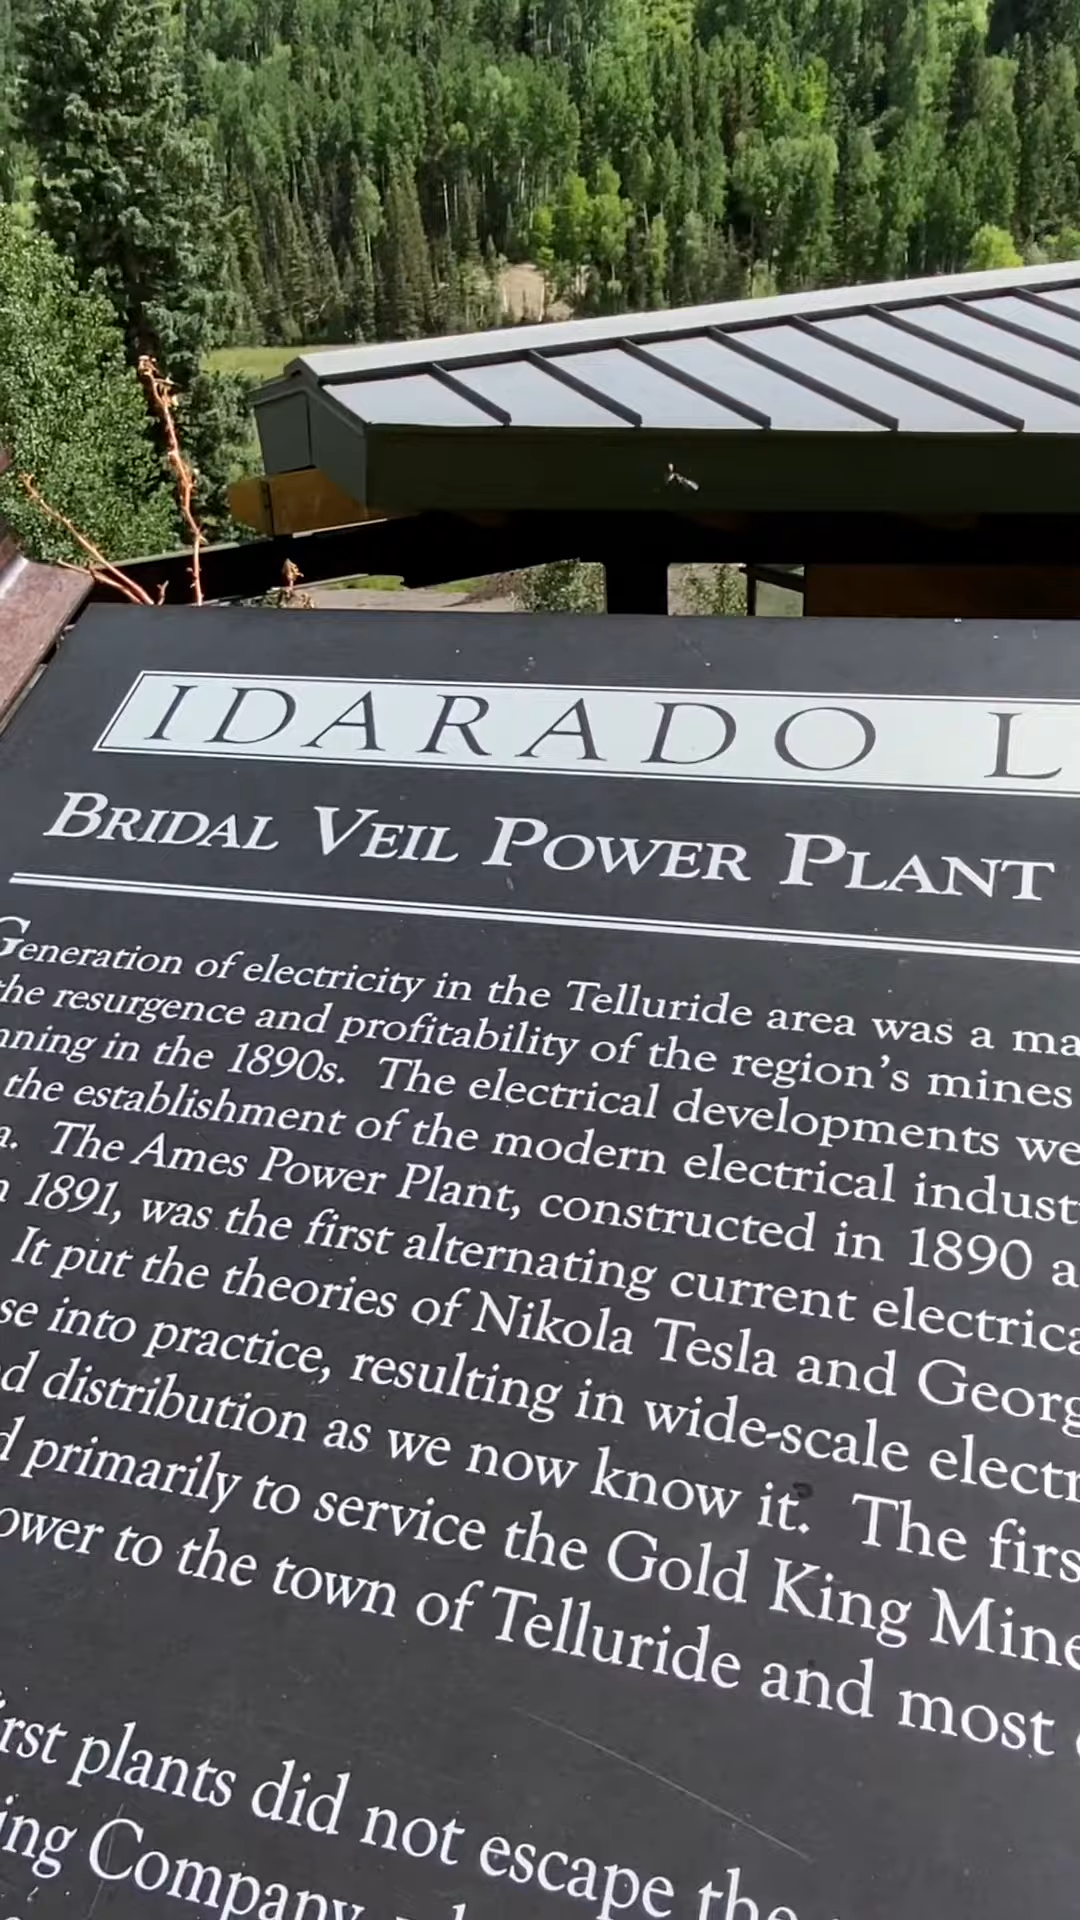 IDARADO L
BRIDAL VEIL POWER PLANT
Generation of electricity in the Telluride area was a ma
the resurgence and profitability of the region's mines
nning in the 1890s. The electrical developments we
the establishment of the modern electrical indust
a. The Ames Power Plant, constructed in 1890 a
n 1891, was the first alternating current electrica
It put the theories of Nikola Tesla and Georg
se into practice, resulting in wide-scale electr
d distribution as we now know it. The firs
d primarily to service the Gold King Mine
ower to the town of Telluride and most
rst plants did not escape the
ing Company